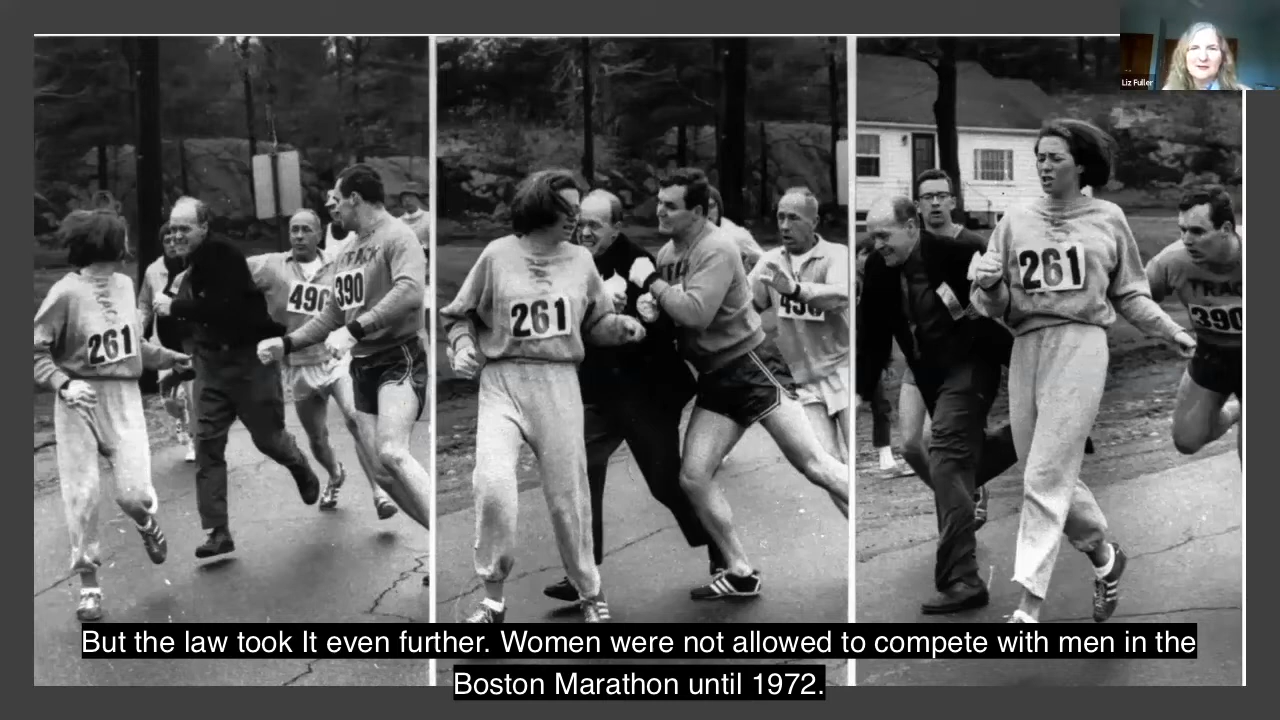 Liz Fuller
261
490
TRACK
390
261
TRACK
490
261
TRACK
390
But the law took It even further. Women were not allowed to compete with men in the
Boston Marathon until 1972.